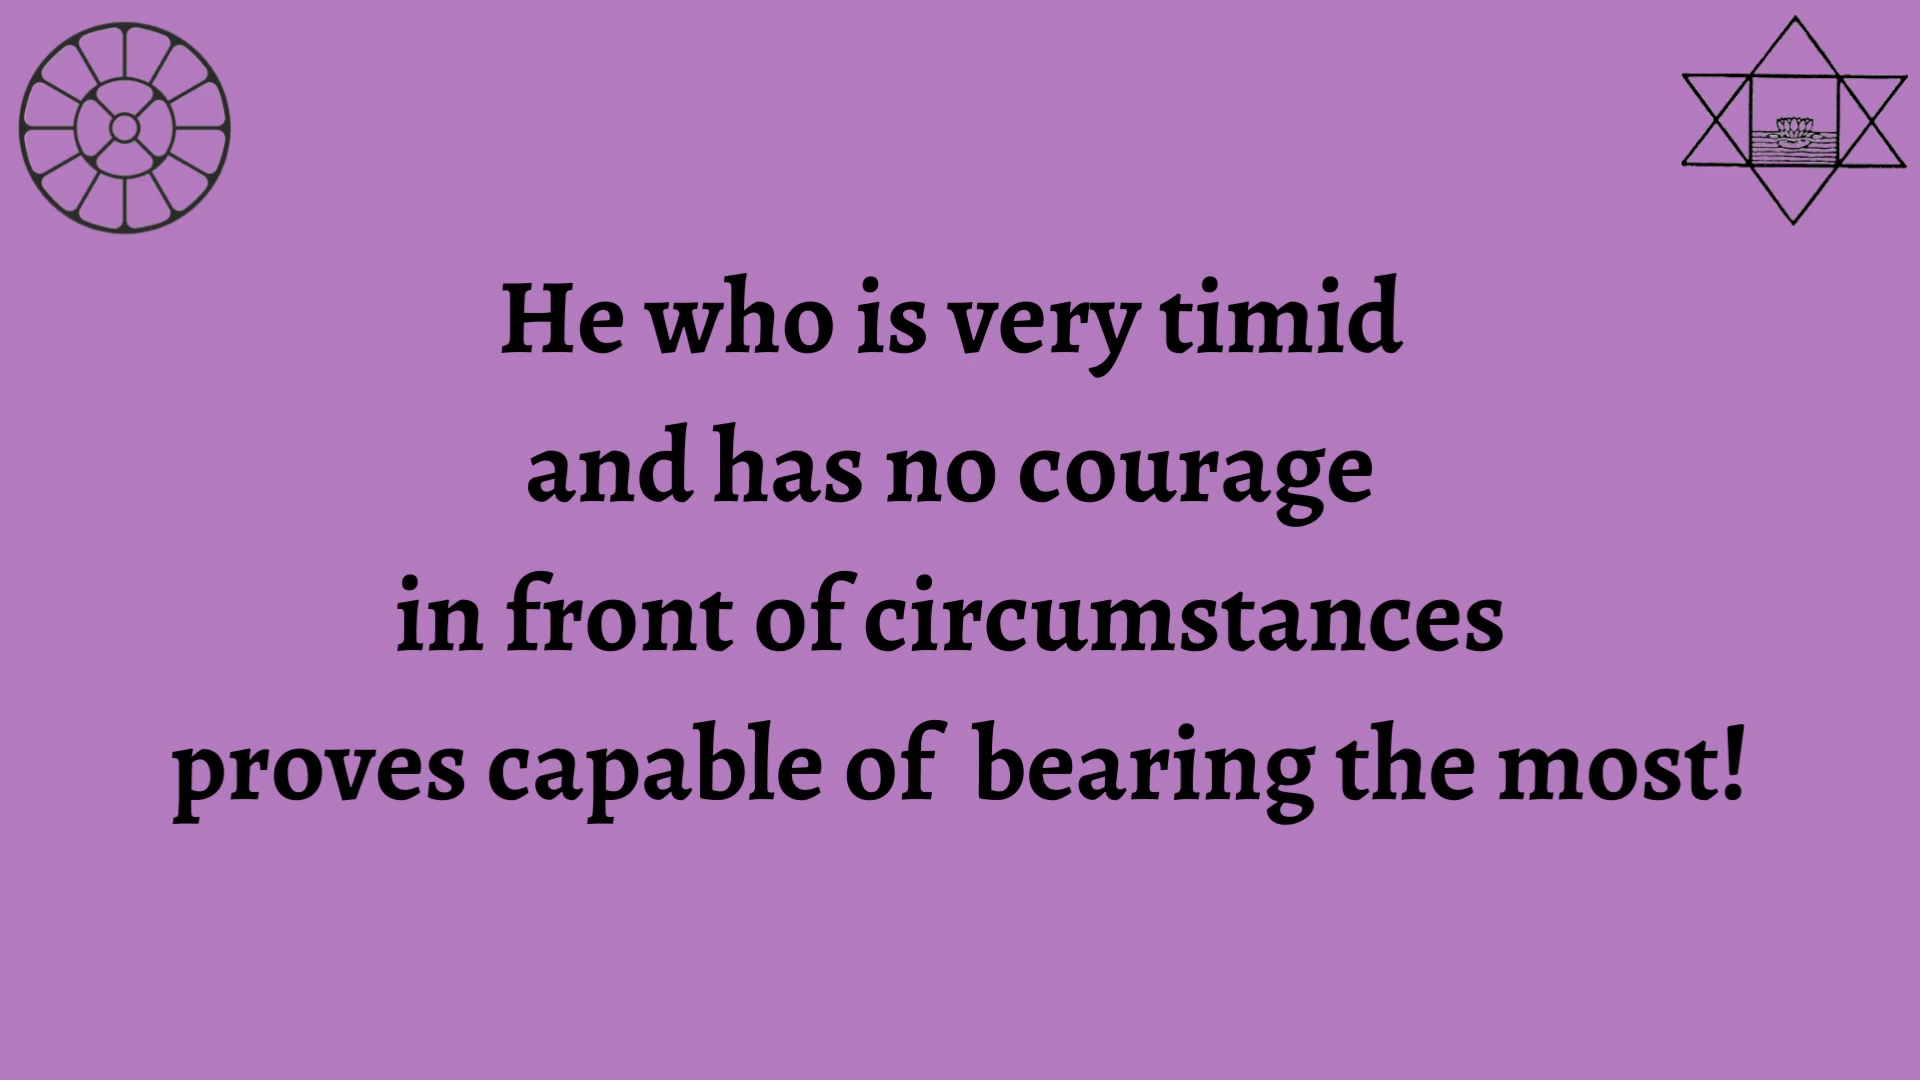 He who is very timid
and has no courage
in front of circumstances
proves capable of bearing the most!